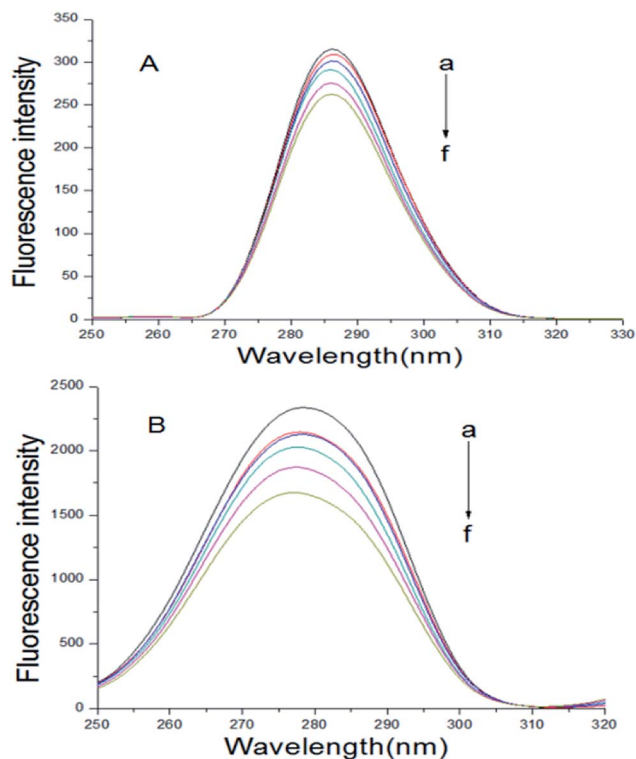 350
300
250
200
150
100
50
0
A
a
f
Fluorescence intensity
250 260 270 280 290 300 310 320 330
Wavelength(nm)
2500
2000
1500
1000
500
0
B
a
f
Fluorescence intensity
250 260 270 280 290 300 310 320
Wavelength(nm)